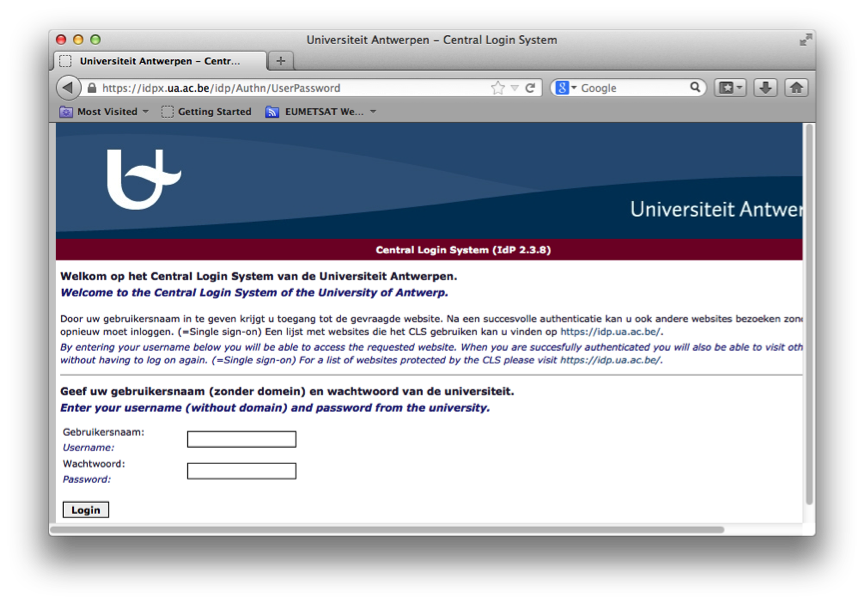 Universiteit Antwerpen – Central Login System
Universiteit Antwerpen – Centr...
https://idpx.ua.ac.be/idp/Authn/UserPassword
Google
Most Visited
Getting Started
EUMETSAT We...
Universiteit Antwer
Central Login System (IdP 2.3.8)
Welkom op het Central Login System van de Universiteit Antwerpen.
Welcome to the Central Login System of the University of Antwerp.
Door uw gebruikersnaam in te geven krijgt u toegang tot de gevraagde website. Na een succesvolle authenticatie kan u ook andere websites bezoeken zon
opnieuw moet inloggen. (=Single sign-on) Een lijst met websites die het CLS gebruiken kan u vinden op https://idp.ua.ac.be/.
By entering your username below you will be able to access the requested website. When you are succesfully authenticated you will also be able to visit oth
without having to log on again. (=Single sign-on) For a list of websites protected by the CLS please visit https://idp.ua.ac.be/.
Geef uw gebruikersnaam (zonder domein) en wachtwoord van de universiteit.
Enter your username (without domain) and password from the university.
Gebruikersnaam:
Username:
Wachtwoord:
Password:
Login